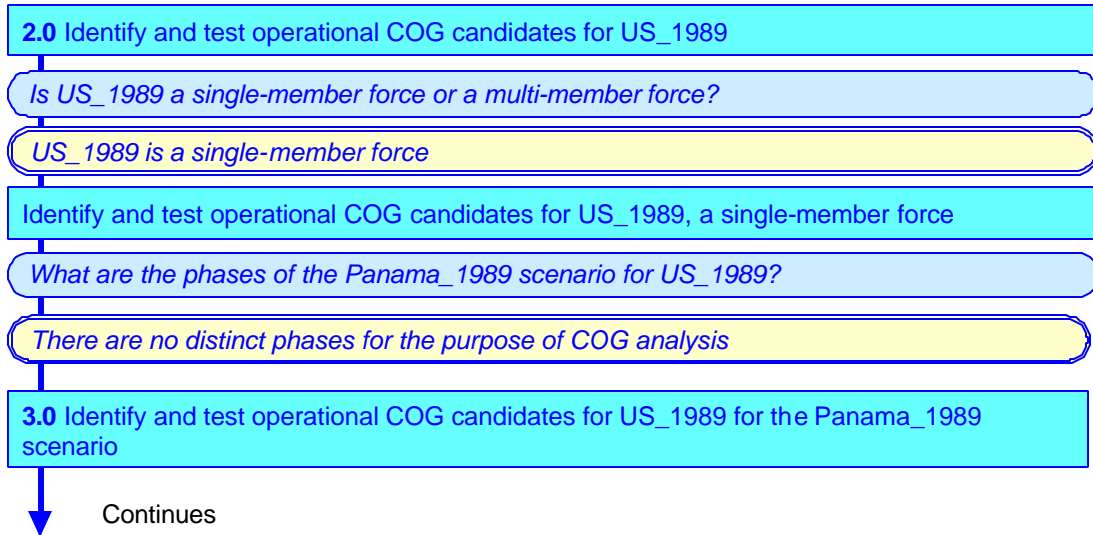 2.0 Identify and test operational COG candidates for US_1989
Is US_1989 a single-member force or a multi-member force?
US_1989 is a single-member force
Identify and test operational COG candidates for US_1989, a single-member force
What are the phases of the Panama_1989 scenario for US_1989?
There are no distinct phases for the purpose of COG analysis
3.0 Identify and test operational COG candidates for US_1989 for the Panama_1989
scenario
Continues